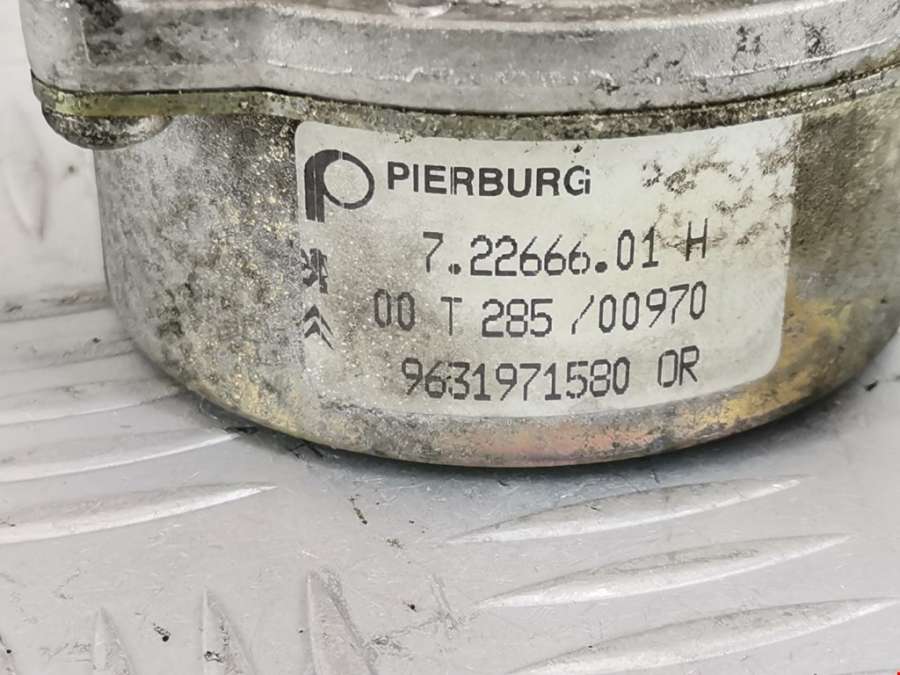 PIERBURG
7.22666.01 H
00 T 285 /00970
9631971580 OR